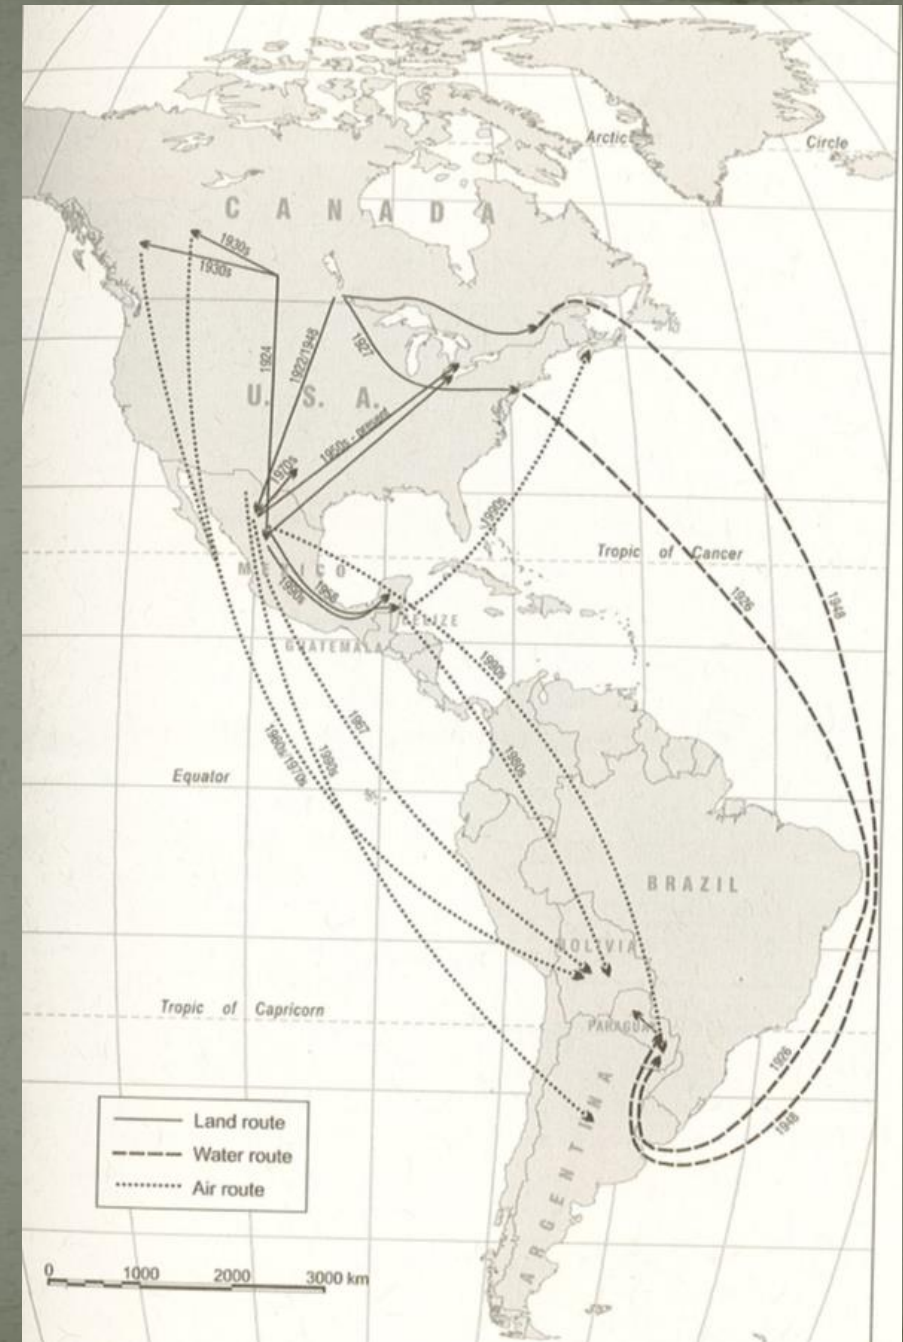 Arctic Circle
CANADA
1930s
1930s
1924
1922/1948
1927
U. S. A.
1950s - present
1970s
1990s
Tropic of Cancer
MEXICO
1950s
1958
BELIZE
GUATEMALA
1926
1948
1990s
1967
1980s
1960s/1970s
1990s
Equator
BRAZIL
BOLIVIA
Tropic of Capricorn
PARAGUAY
1926
1948
ARGENTINA
Land route
Water route
Air route
0 1000 2000 3000 km